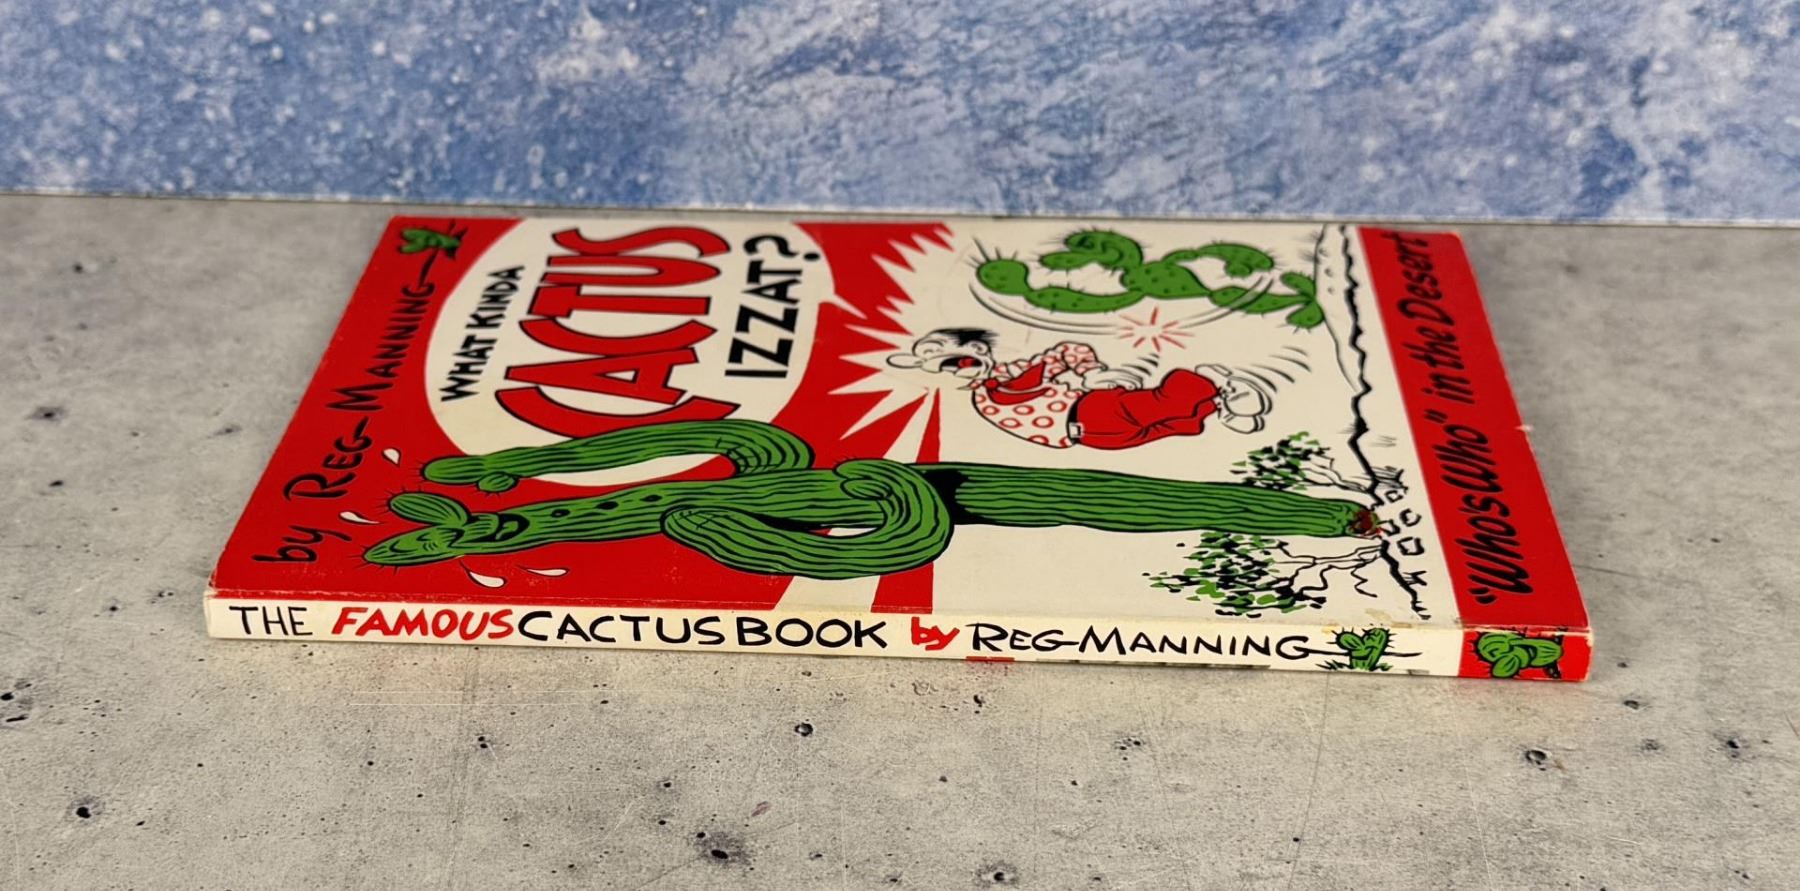 by REG MANNING
WHAT KINDA
CACTUS
IZZAT?
"Who's Who" in the Desert
THE FAMOUS CACTUS BOOK by REG MANNING